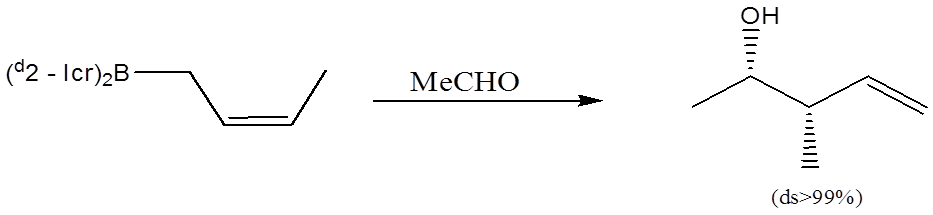 OH
(ᵈ2 - Icr)₂B
MeCHO
(ds>99%)